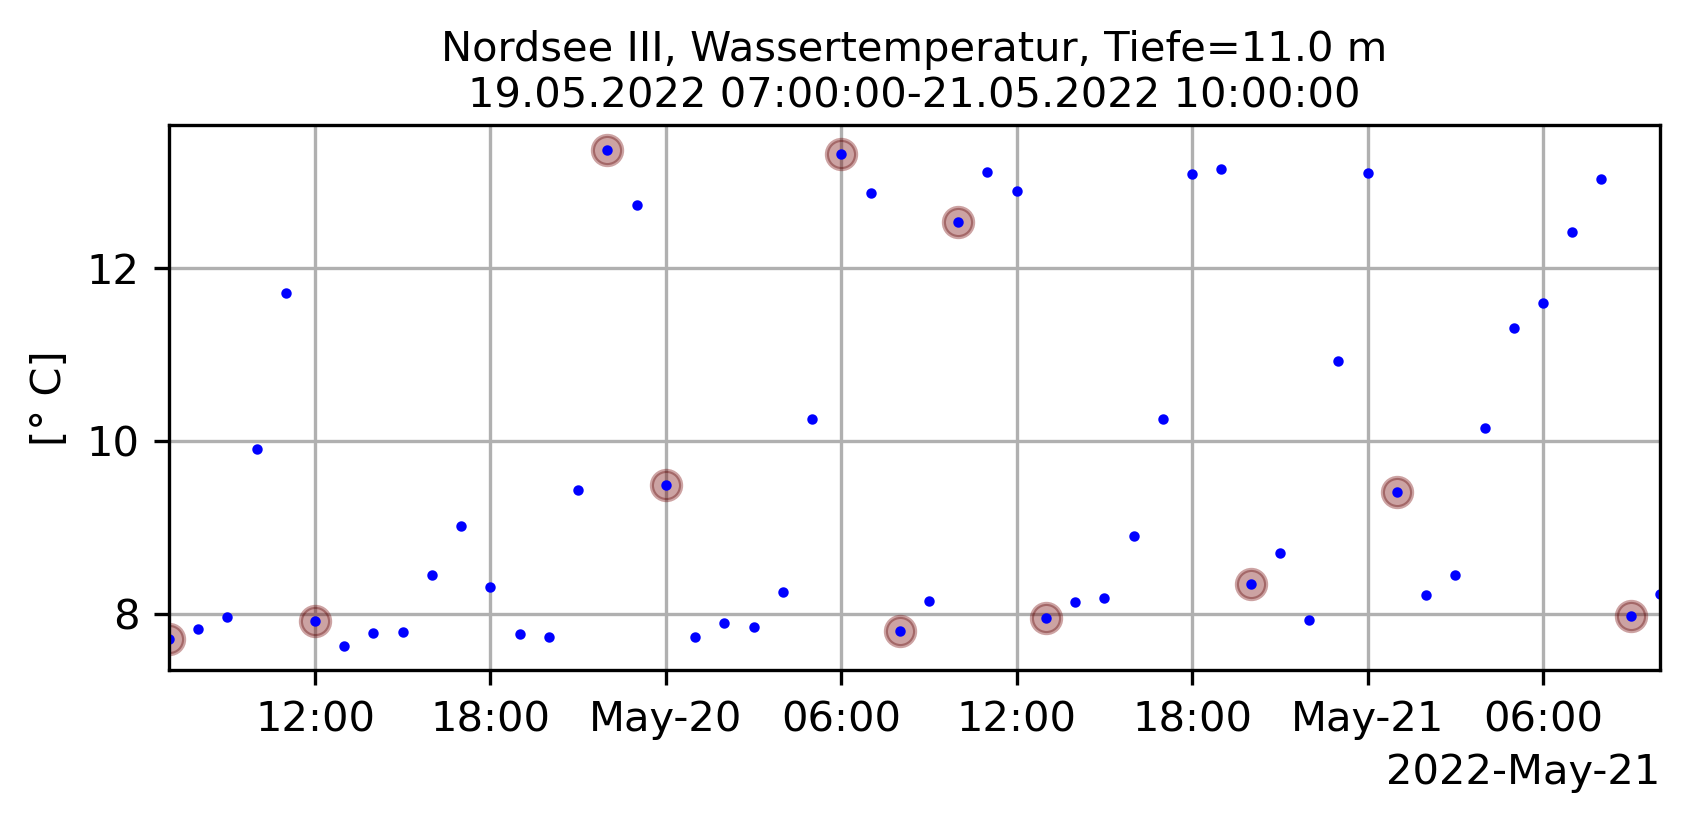 Nordsee III, Wassertemperatur, Tiefe=11.0 m
19.05.2022 07:00:00-21.05.2022 10:00:00
[° C]
12
10
8
12:00 18:00 May-20 06:00 12:00 18:00 May-21 06:00
2022-May-21